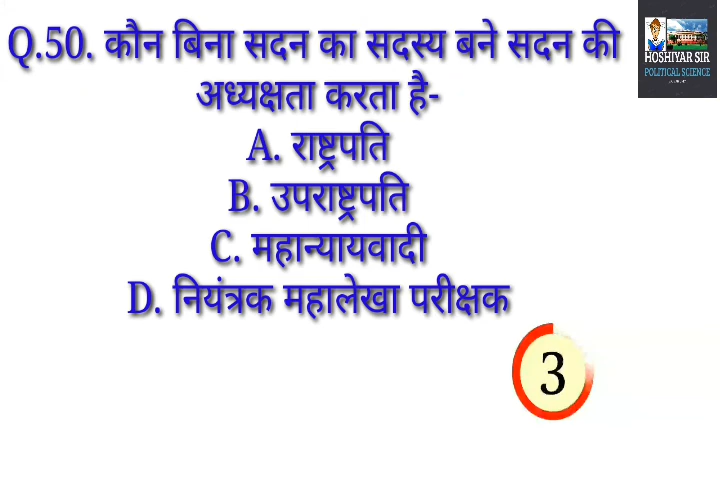 Q.50. कौन बिना सदन का सदस्य बने सदन की
अध्यक्षता करता है-
A. राष्ट्रपति
B. उपराष्ट्रपति
C. महान्यायवादी
D. नियंत्रक महालेखा परीक्षक
3
HOSHIYAR SIR
POLITICAL SCIENCE